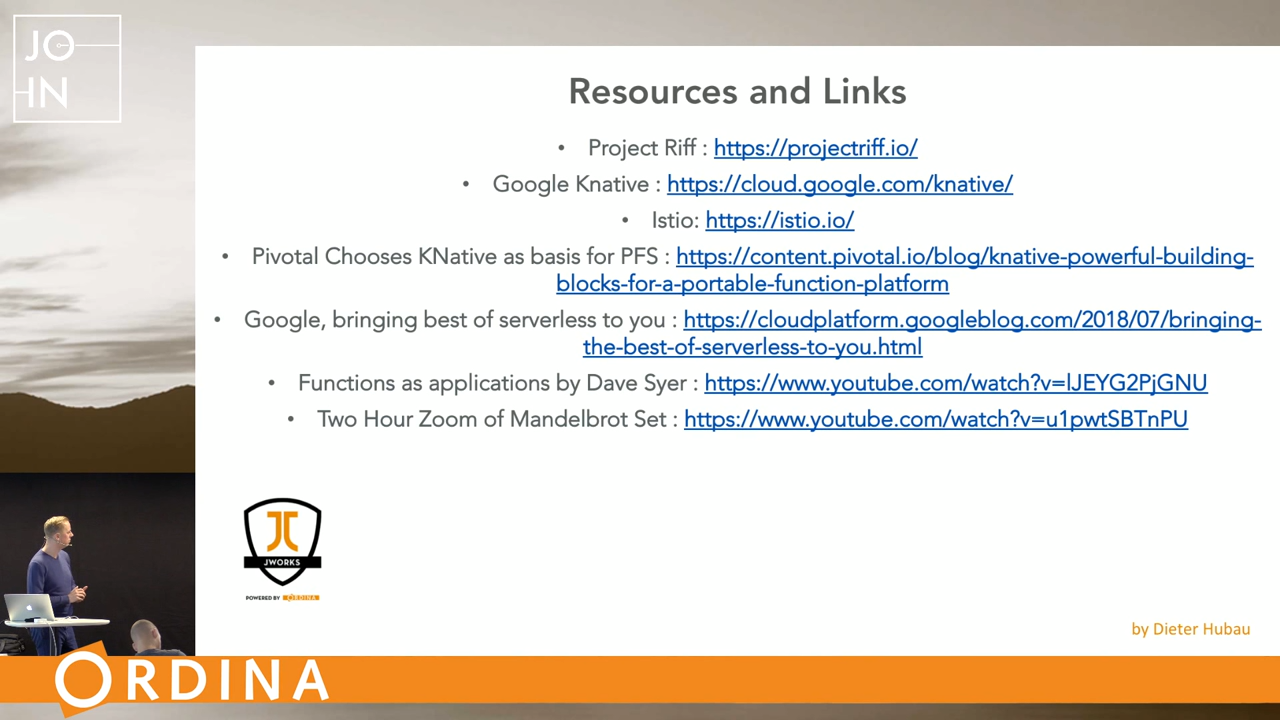 JO
HN
Resources and Links
• Project Riff : https://projectriff.io/
• Google Knative : https://cloud.google.com/knative/
• Istio: https://istio.io/
• Pivotal Chooses KNative as basis for PFS : https://content.pivotal.io/blog/knative-powerful-building-
blocks-for-a-portable-function-platform
• Google, bringing best of serverless to you : https://cloudplatform.googleblog.com/2018/07/bringing-
the-best-of-serverless-to-you.html
• Functions as applications by Dave Syer : https://www.youtube.com/watch?v=lJEYG2PjGNU
• Two Hour Zoom of Mandelbrot Set : https://www.youtube.com/watch?v=u1pwtSBTnPU
JWORKS
POWERED BY ORDINA
by Dieter Hubau
ORDINA